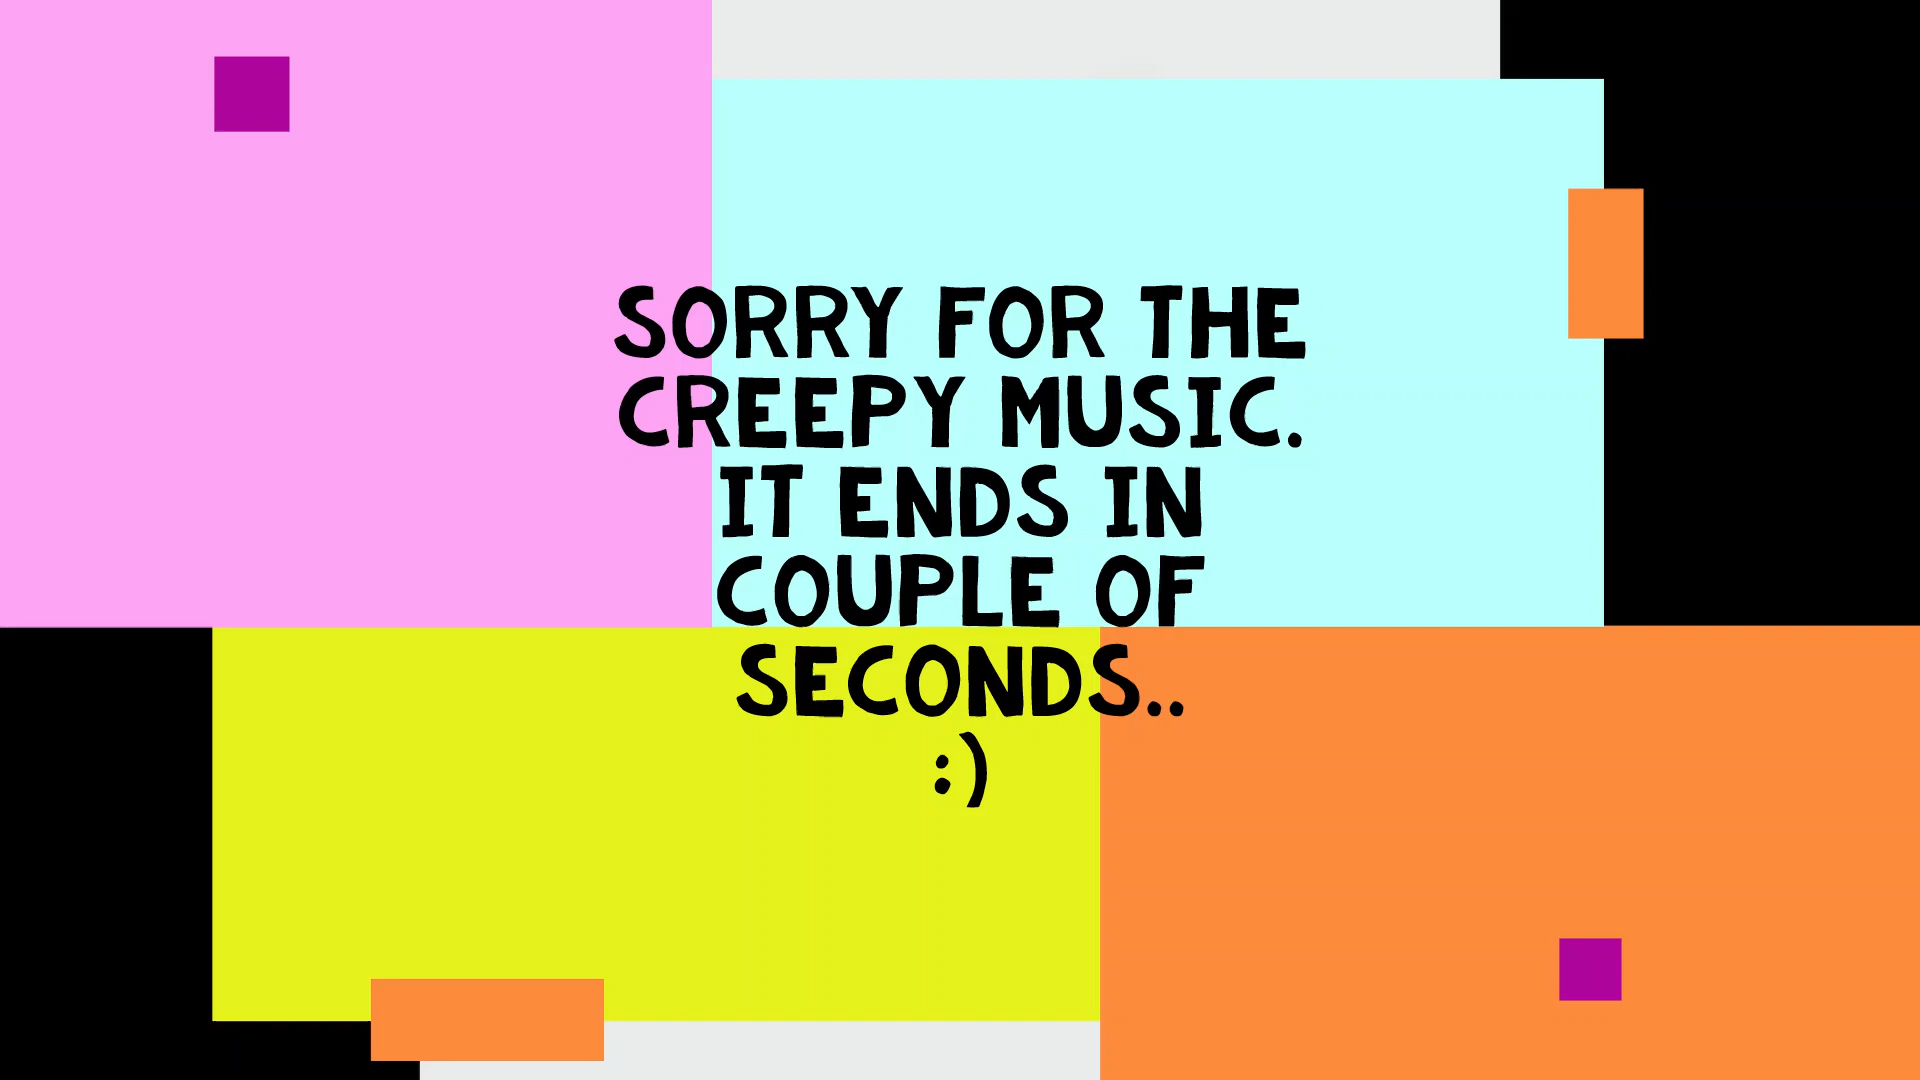 SORRY FOR THE
CREEPY MUSIC.
IT ENDS IN
COUPLE OF
SECONDS..
:)